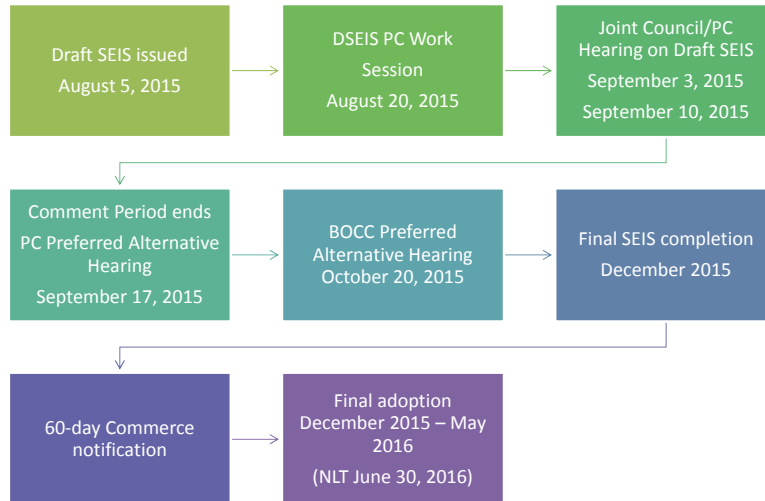 Draft SEIS issued
August 5, 2015
DSEIS PC Work
Session
August 20, 2015
Joint Council/PC
Hearing on Draft SEIS
September 3, 2015
September 10, 2015
Comment Period ends
PC Preferred Alternative
Hearing
September 17, 2015
BOCC Preferred
Alternative Hearing
October 20, 2015
Final SEIS completion
December 2015
60-day Commerce
notification
Final adoption
December 2015 – May
2016
(NLT June 30, 2016)